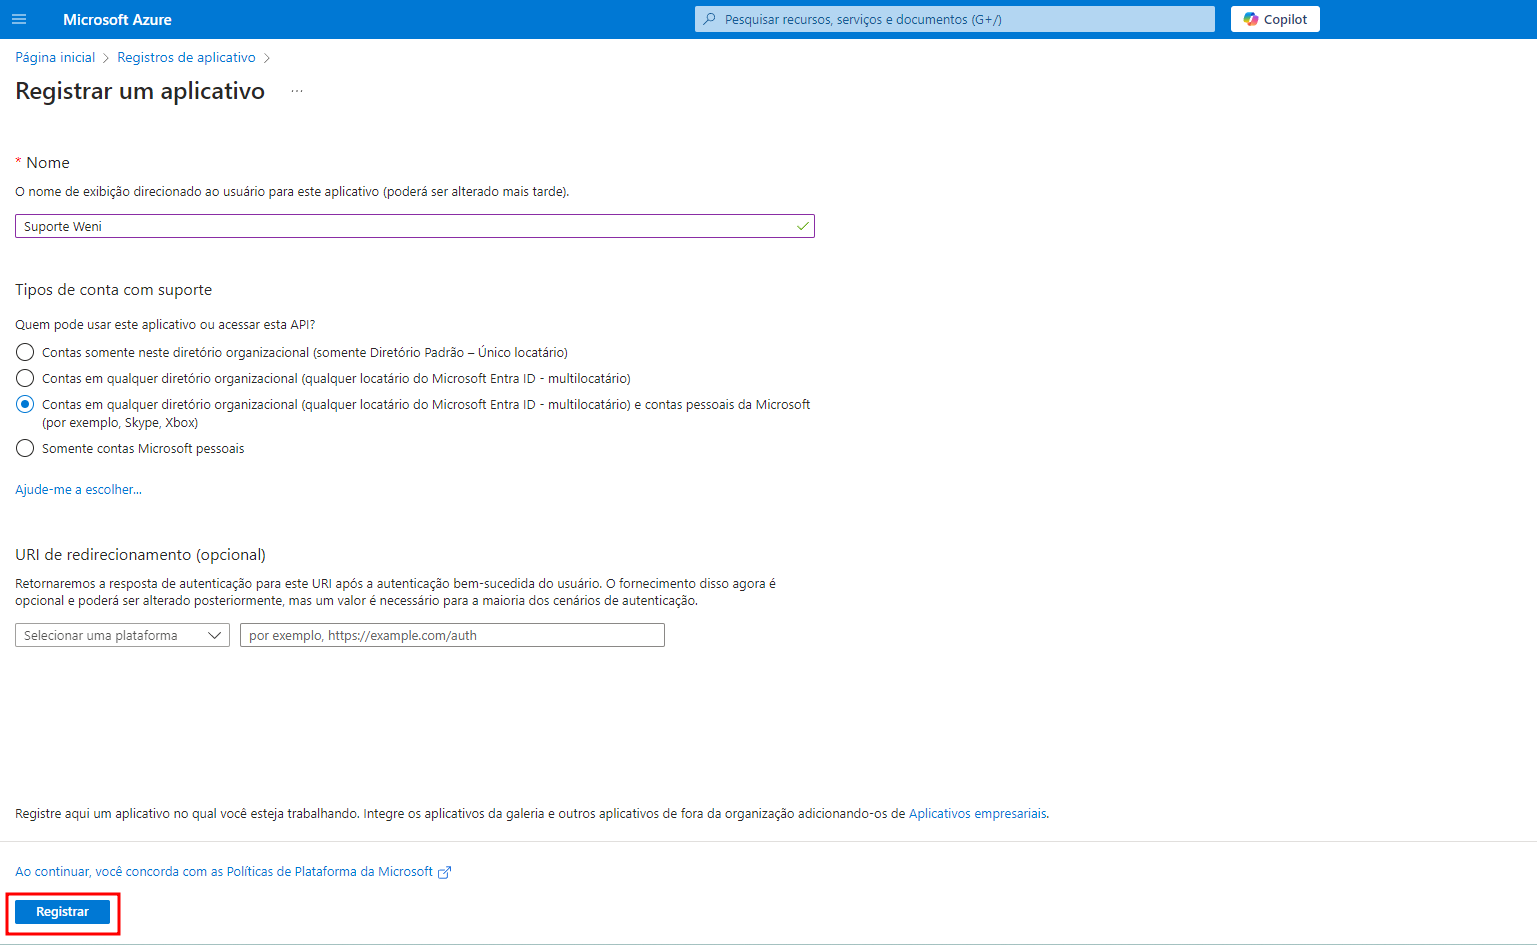 Microsoft Azure
Pesquisar recursos, serviços e documentos (G+/)
Copilot
Página inicial > Registros de aplicativo >
Registrar um aplicativo ...
* Nome
O nome de exibição direcionado ao usuário para este aplicativo (poderá ser alterado mais tarde).
Suporte Weni
Tipos de conta com suporte
Quem pode usar este aplicativo ou acessar esta API?
Contas somente neste diretório organizacional (somente Diretório Padrão – Único locatário)
Contas em qualquer diretório organizacional (qualquer locatário do Microsoft Entra ID - multilocatário)
Contas em qualquer diretório organizacional (qualquer locatário do Microsoft Entra ID - multilocatário) e contas pessoais da Microsoft
(por exemplo, Skype, Xbox)
Somente contas Microsoft pessoais
Ajude-me a escolher...
URI de redirecionamento (opcional)
Retornaremos a resposta de autenticação para este URI após a autenticação bem-sucedida do usuário. O fornecimento disso agora é
opcional e poderá ser alterado posteriormente, mas um valor é necessário para a maioria dos cenários de autenticação.
Selecionar uma plataforma
por exemplo, https://example.com/auth
Registre aqui um aplicativo no qual você esteja trabalhando. Integre os aplicativos da galeria e outros aplicativos de fora da organização adicionando-os de Aplicativos empresariais.
Ao continuar, você concorda com as Políticas de Plataforma da Microsoft
Registrar